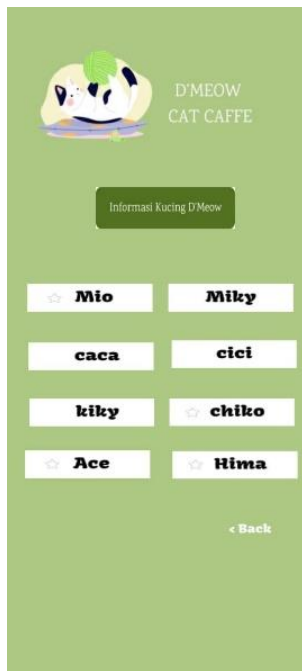 D'MEOW
CAT CAFFE
Informasi Kucing D'Meow
Mio
Miky
caca
cici
kiky
chiko
Ace
Hima
< Back